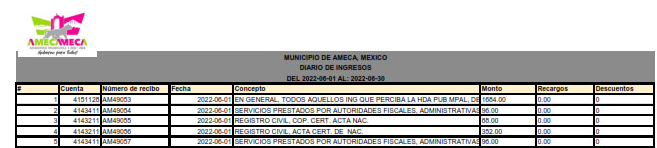 AMECAMECA
Gobierno para Todos!
MUNICIPIO DE AMECA, MEXICO
DIARIO DE INGRESOS
DEL 2022-06-01 AL: 2022-06-30
# Cuenta Número de recibo Fecha Concepto Monto Recargos Descuentos
1 4151128 AM49053 2022-06-01 EN GENERAL, TODOS AQUELLOS ING QUE PERCIBA LA HDA PUB MPAL, DE 1684.00 0.00 0
2 4143411 AM49054 2022-06-01 SERVICIOS PRESTADOS POR AUTORIDADES FISCALES, ADMINISTRATIVAS 96.00 0.00 0
3 4143211 AM49055 2022-06-01 REGISTRO CIVIL, COP. CERT. ACTA NAC. 88.00 0.00 0
4 4143211 AM49056 2022-06-01 REGISTRO CIVIL, ACTA CERT. DE NAC. 352.00 0.00 0
5 4143411 AM49057 2022-06-01 SERVICIOS PRESTADOS POR AUTORIDADES FISCALES, ADMINISTRATIVAS 96.00 0.00 0